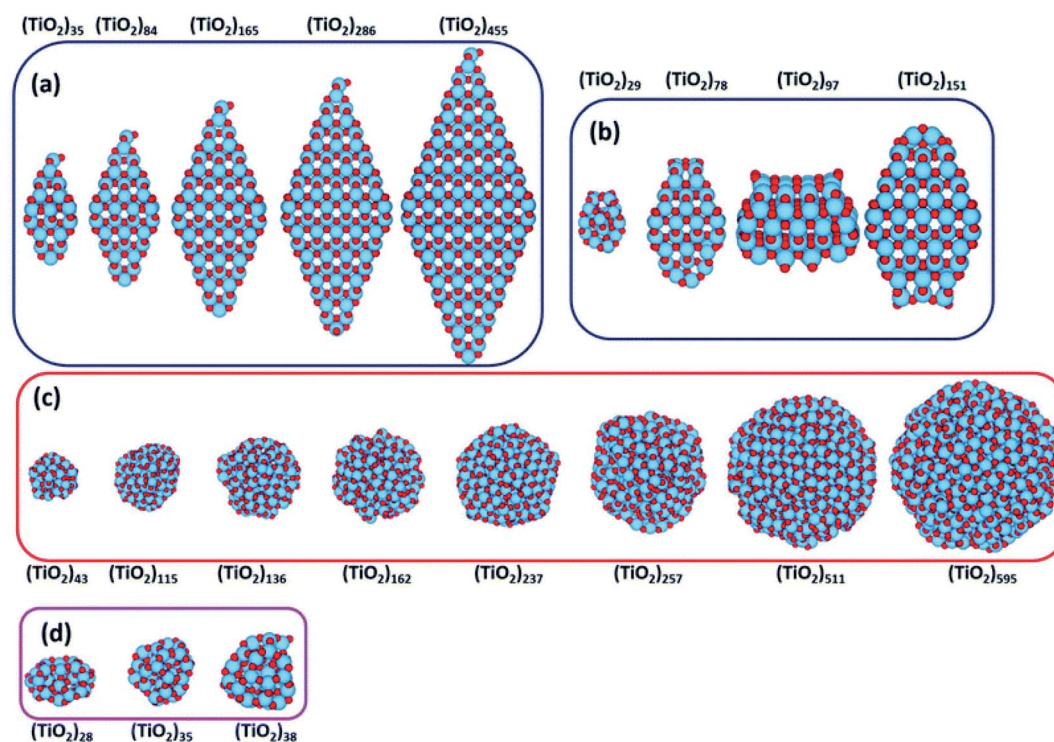 (TiO₂)₃₅ (TiO₂)₈₄ (TiO₂)₁₆₅ (TiO₂)₂₈₆ (TiO₂)₄₅₅
(a)
(TiO₂)₂₉ (TiO₂)₇₈ (TiO₂)₉₇ (TiO₂)₁₅₁
(b)
(c)
(TiO₂)₄₃ (TiO₂)₁₁₅ (TiO₂)₁₃₆ (TiO₂)₁₆₂ (TiO₂)₂₃₇ (TiO₂)₂₅₇ (TiO₂)₅₁₁ (TiO₂)₅₉₅
(d)
(TiO₂)₂₈ (TiO₂)₃₅ (TiO₂)₃₈